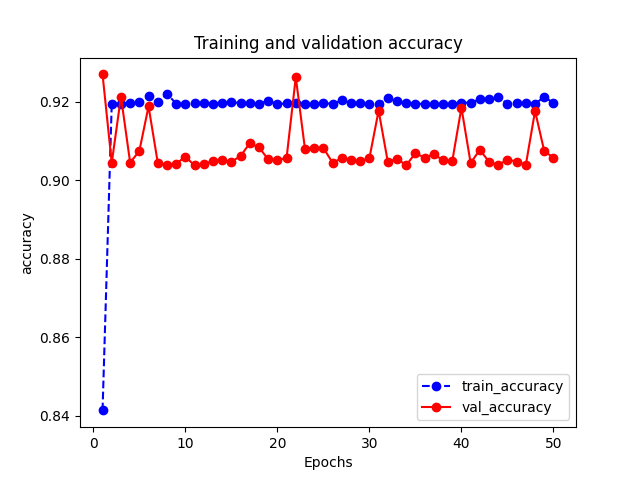 Training and validation accuracy
accuracy
0.92
0.90
0.88
0.86
0.84
train_accuracy
val_accuracy
0 10 20 30 40 50
Epochs